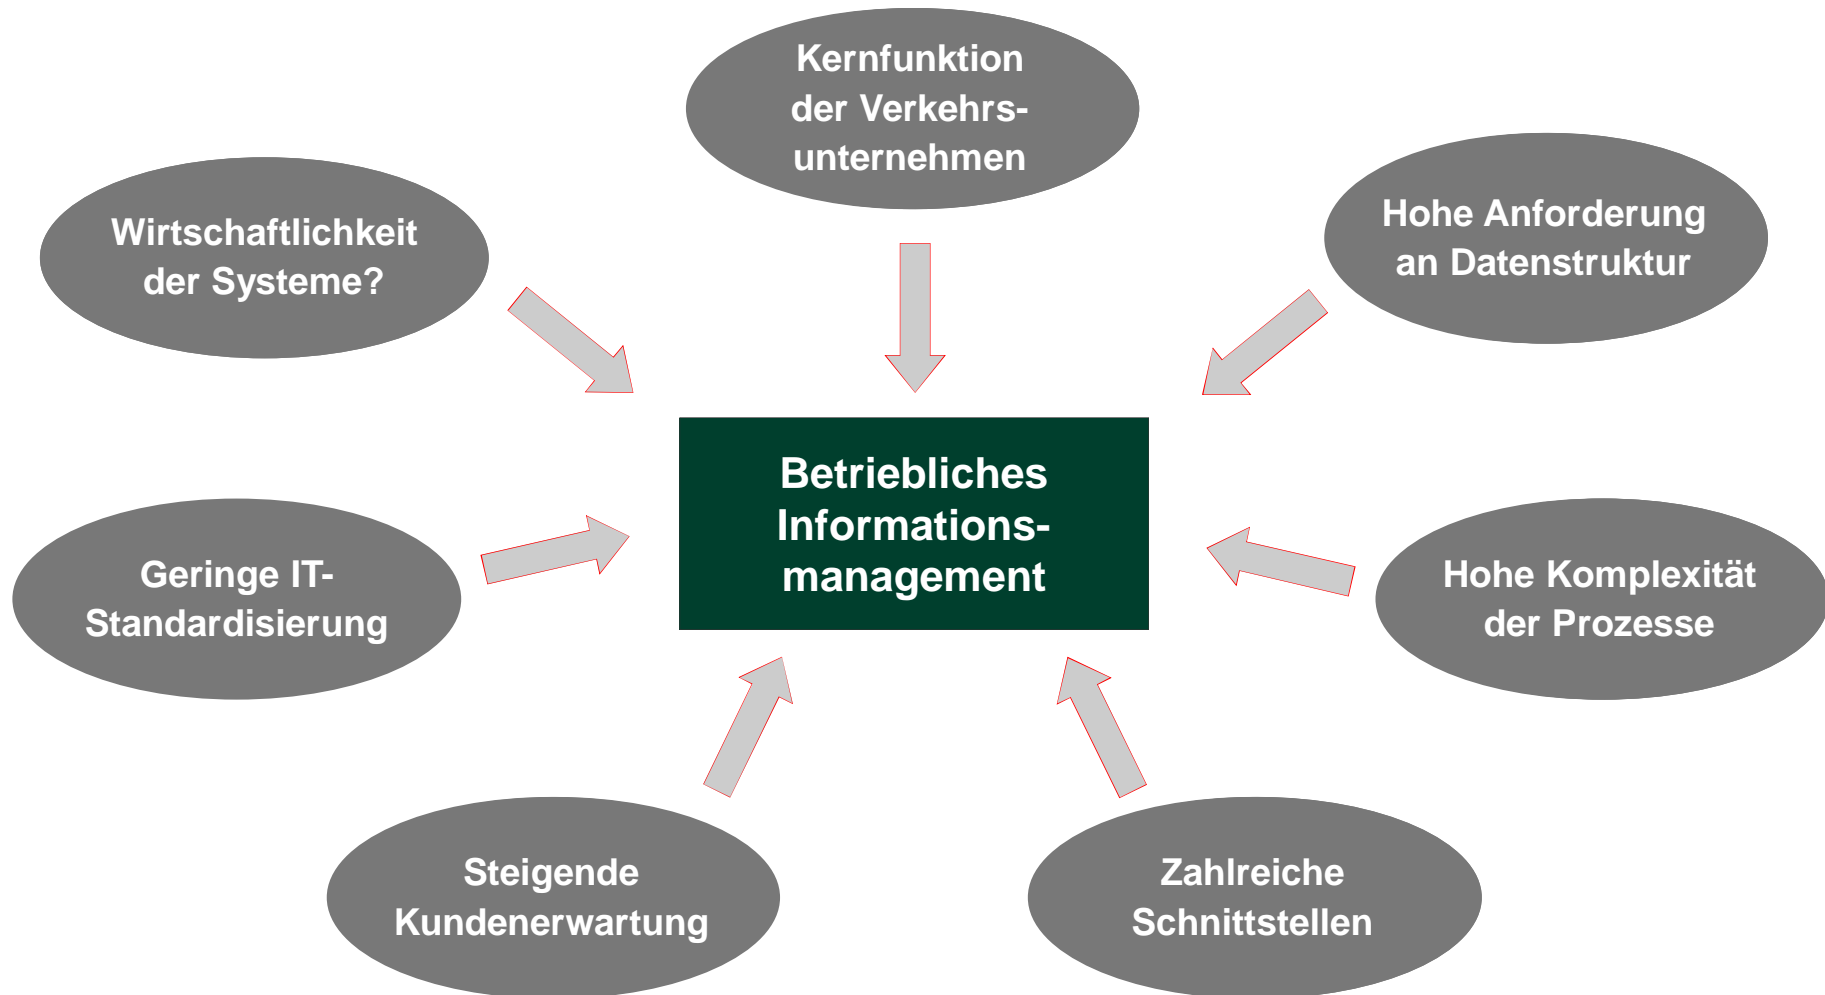 Kernfunktion
der Verkehrs-
unternehmen
Wirtschaftlichkeit
der Systeme?
Hohe Anforderung
an Datenstruktur
Betriebliches
Informations-
management
Geringe IT-
Standardisierung
Hohe Komplexität
der Prozesse
Steigende
Kundenerwartung
Zahlreiche
Schnittstellen